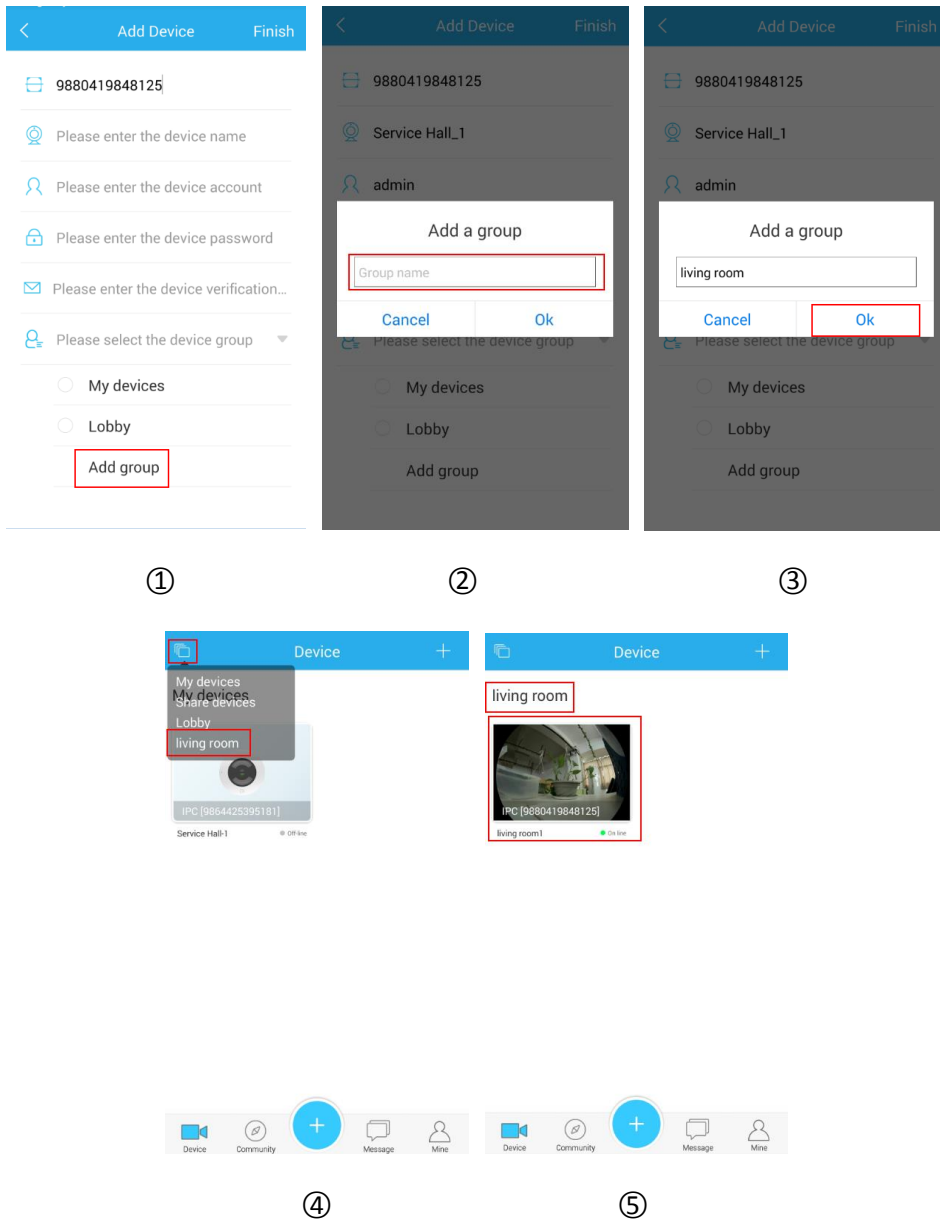 Add Device Finish
9880419848125
Please enter the device name
Please enter the device account
Please enter the device password
Please enter the device verification...
Please select the device group
My devices
Lobby
Add group
①
Add Device Finish
9880419848125
Service Hall_1
admin
Add a group
Group name
Cancel Ok
Please select the device group
My devices
Lobby
Add group
②
Add Device Finish
9880419848125
Service Hall_1
admin
Add a group
living room
Cancel Ok
Please select the device group
My devices
Lobby
Add group
③
Device
My devices
My devices
Share devices
Lobby
living room
IPC [9864425395181]
Service Hall-1 Off-line
Device Community Message Mine
④
Device
living room
IPC [9880419848125]
living room1 On line
Device Community Message Mine
⑤